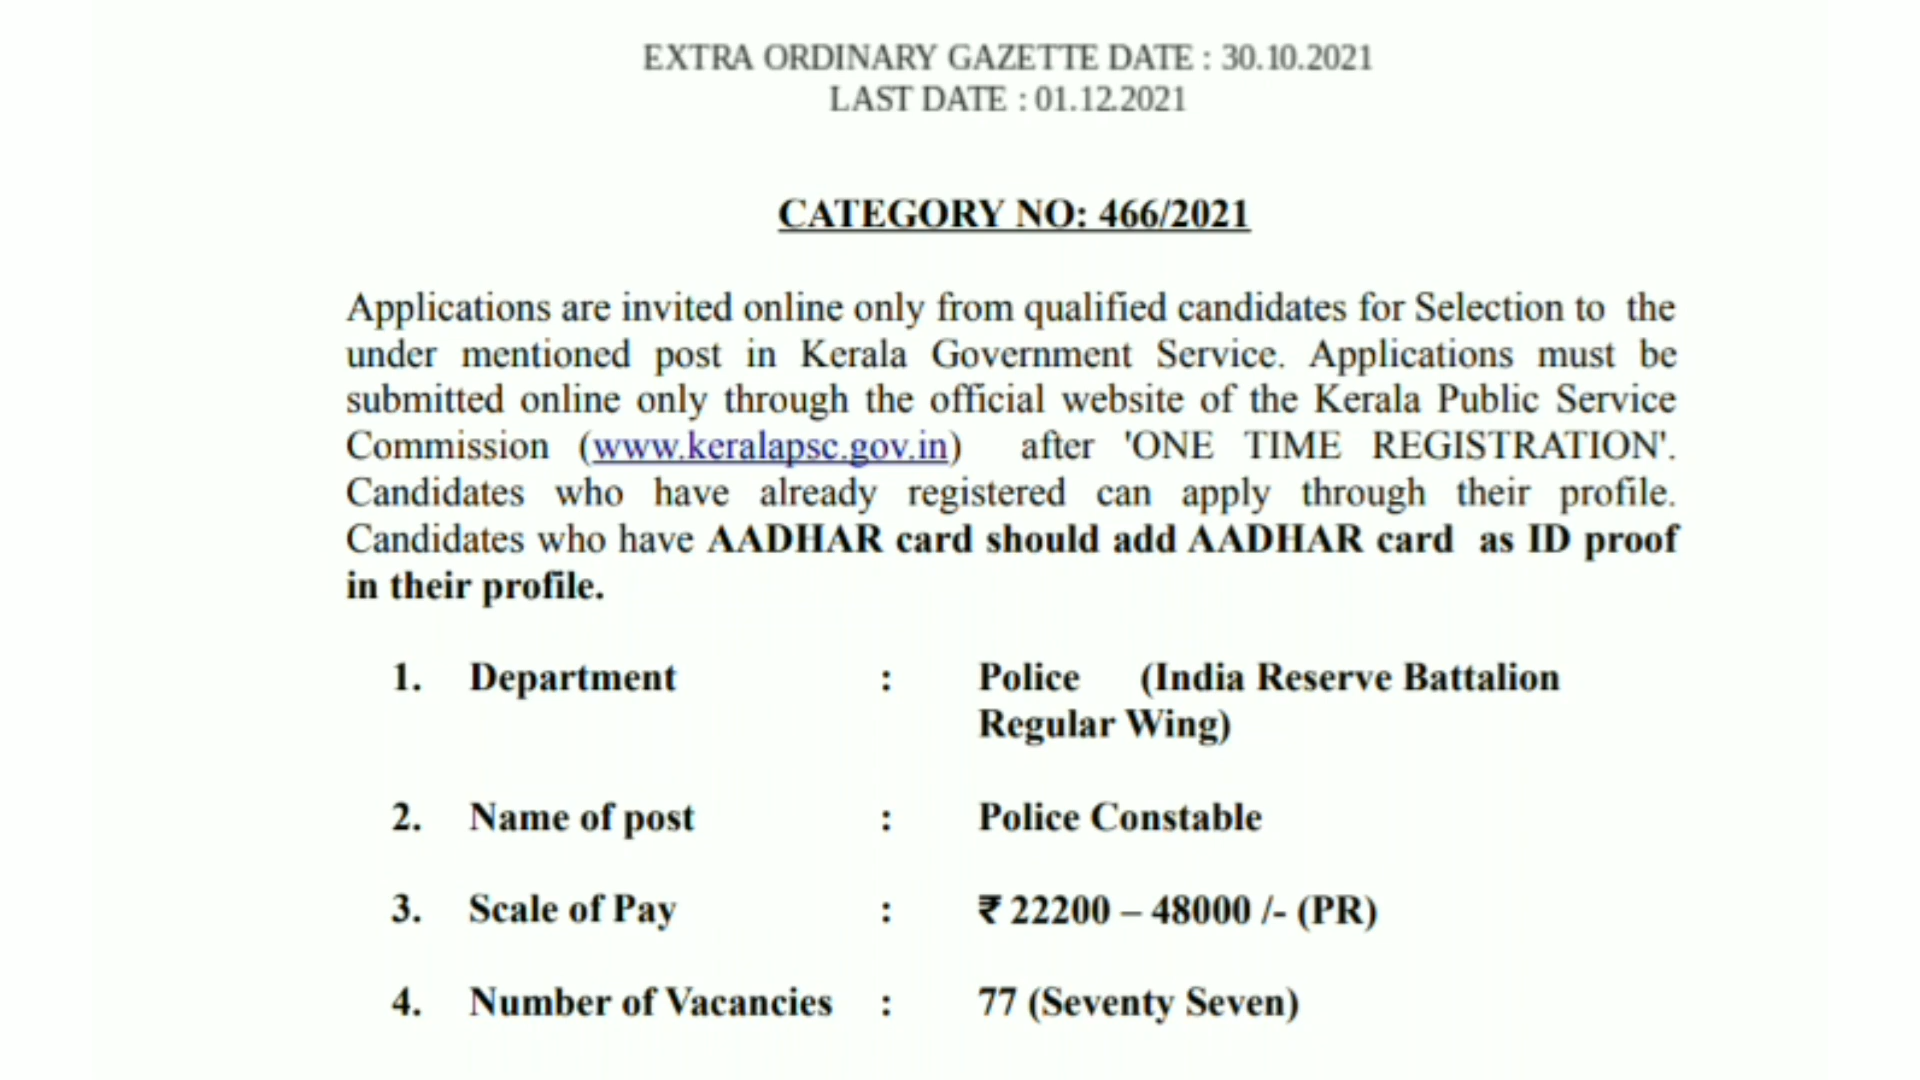 EXTRA ORDINARY GAZETTE DATE : 30.10.2021
LAST DATE : 01.12.2021
CATEGORY NO: 466/2021
Applications are invited online only from qualified candidates for Selection to the
under mentioned post in Kerala Government Service. Applications must be
submitted online only through the official website of the Kerala Public Service
Commission (www.keralapsc.gov.in) after 'ONE TIME REGISTRATION'.
Candidates who have already registered can apply through their profile.
Candidates who have AADHAR card should add AADHAR card as ID proof
in their profile.
1. Department : Police (India Reserve Battalion
Regular Wing)
2. Name of post : Police Constable
3. Scale of Pay : ₹ 22200 – 48000 /- (PR)
4. Number of Vacancies : 77 (Seventy Seven)